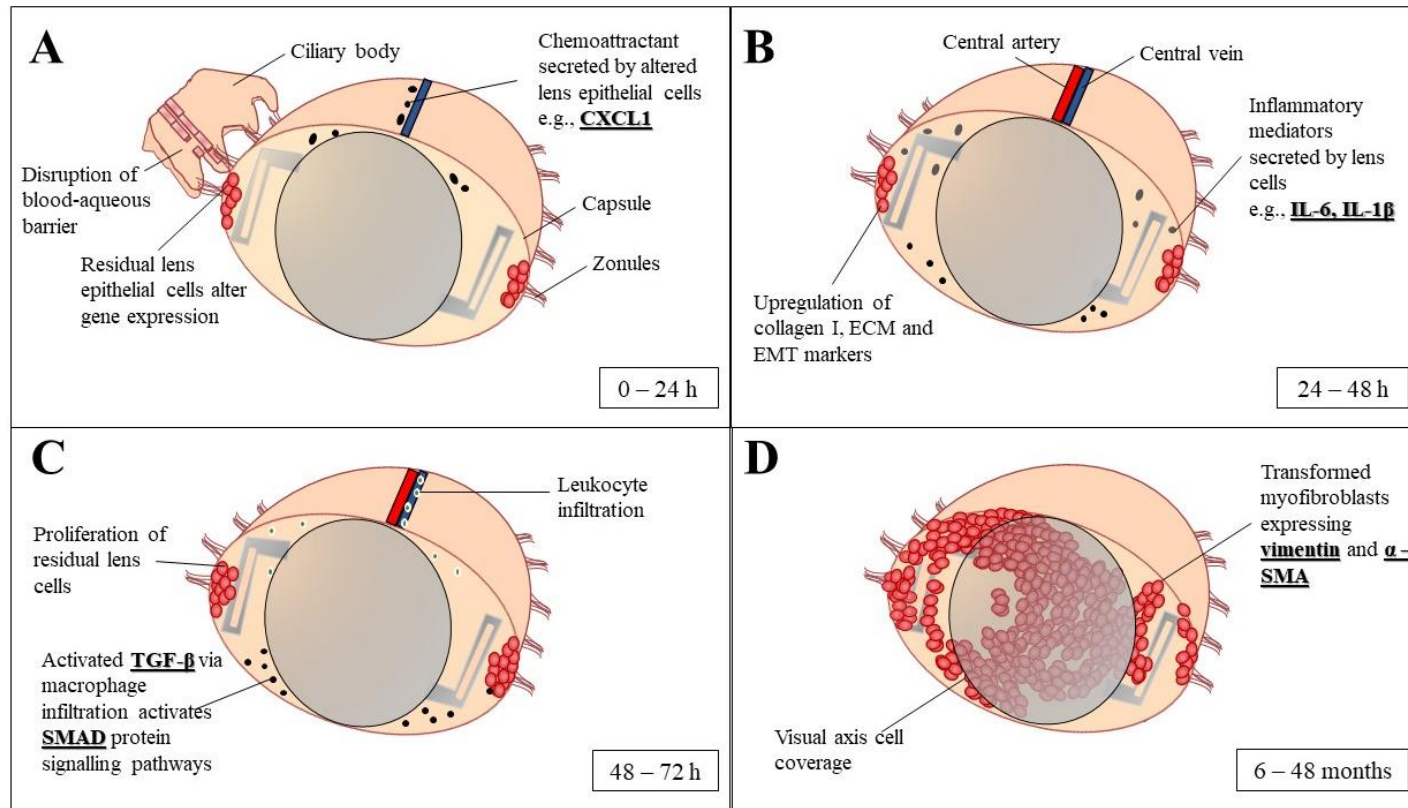 A
Ciliary body
Chemoattractant
secreted by altered
lens epithelial cells
e.g., CXCL1
Disruption of
blood-aqueous
barrier
Residual lens
epithelial cells alter
gene expression
Capsule
Zonules
0 – 24 h
B
Central artery
Central vein
Inflammatory
mediators
secreted by lens
cells
e.g., IL-6, IL-1β
Upregulation of
collagen I, ECM and
EMT markers
24 – 48 h
C
Leukocyte
infiltration
Proliferation of
residual lens
cells
Activated TGF-β via
macrophage
infiltration activates
SMAD protein
signalling pathways
48 – 72 h
D
Transformed
myofibroblasts
expressing
vimentin and α –
SMA
Visual axis cell
coverage
6 – 48 months